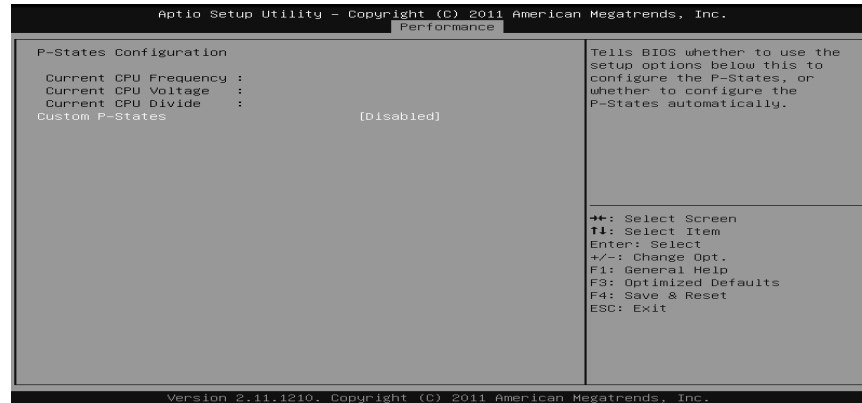 Aptio Setup Utility – Copyright (C) 2011 American Megatrends, Inc.
Performance
P-States Configuration
Current CPU Frequency :
Current CPU Voltage :
Current CPU Divide :
Custom P-States [Disabled]
Tells BIOS whether to use the
setup options below this to
configure the P-States, or
whether to configure the
P-States automatically.
→←: Select Screen
↑↓: Select Item
Enter: Select
+/-: Change Opt.
F1: General Help
F3: Optimized Defaults
F4: Save & Reset
ESC: Exit
Version 2.11.1210. Copyright (C) 2011 American Megatrends, Inc.